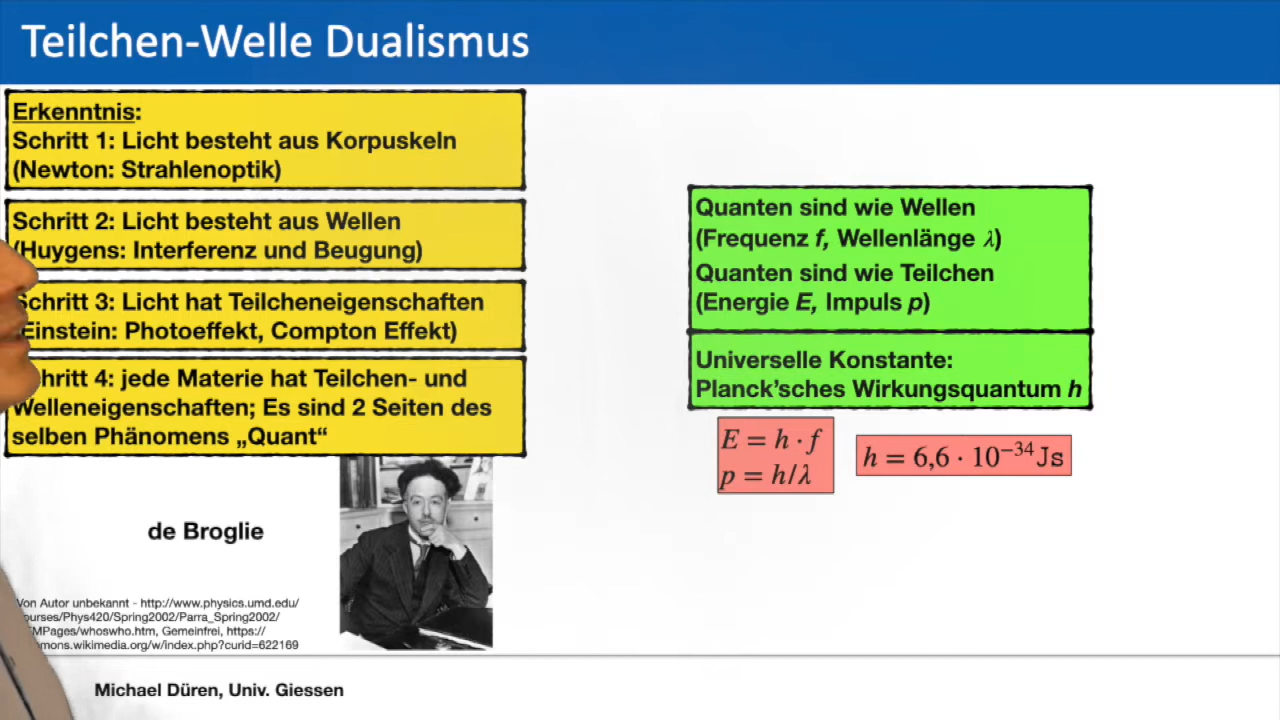 Teilchen-Welle Dualismus
Erkenntnis:
Schritt 1: Licht besteht aus Korpuskeln
(Newton: Strahlenoptik)
Schritt 2: Licht besteht aus Wellen
(Huygens: Interferenz und Beugung)
Schritt 3: Licht hat Teilcheneigenschaften
Einstein: Photoeffekt, Compton Effekt)
hritt 4: jede Materie hat Teilchen- und
Welleneigenschaften; Es sind 2 Seiten des
selben Phänomens „Quant“
de Broglie
Von Autor unbekannt - http://www.physics.umd.edu/
ourses/Phys420/Spring2002/Parra_Spring2002/
MPages/whoswho.htm, Gemeinfrei, https://
mons.wikimedia.org/w/index.php?curid=622169
Quanten sind wie Wellen
(Frequenz f, Wellenlänge λ)
Quanten sind wie Teilchen
(Energie E, Impuls p)
Universelle Konstante:
Planck’sches Wirkungsquantum h
E = h · f
p = h/λ
h = 6,6 · 10⁻³⁴ Js
Michael Düren, Univ. Giessen